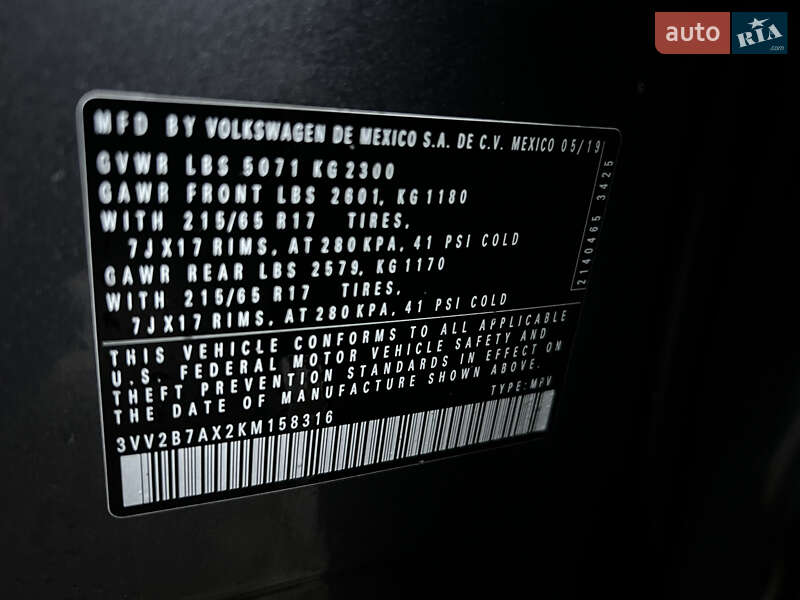 auto RIA.com
MFD BY VOLKSWAGEN DE MEXICO S.A. DE C.V. MEXICO 05/19
GVWR LBS 5071 KG 2300
GAWR FRONT LBS 2601, KG 1180
WITH 215/65 R17 TIRES,
7JX17 RIMS, AT 280 KPA, 41 PSI COLD
GAWR REAR LBS 2579, KG 1170
WITH 215/65 R17 TIRES,
7JX17 RIMS, AT 280 KPA, 41 PSI COLD
2140465 3425
THIS VEHICLE CONFORMS TO ALL APPLICABLE
U.S. FEDERAL MOTOR VEHICLE SAFETY AND
THEFT PREVENTION STANDARDS IN EFFECT ON
THE DATE OF MANUFACTURE SHOWN ABOVE.
TYPE: MPV
3VV2B7AX2KM158316